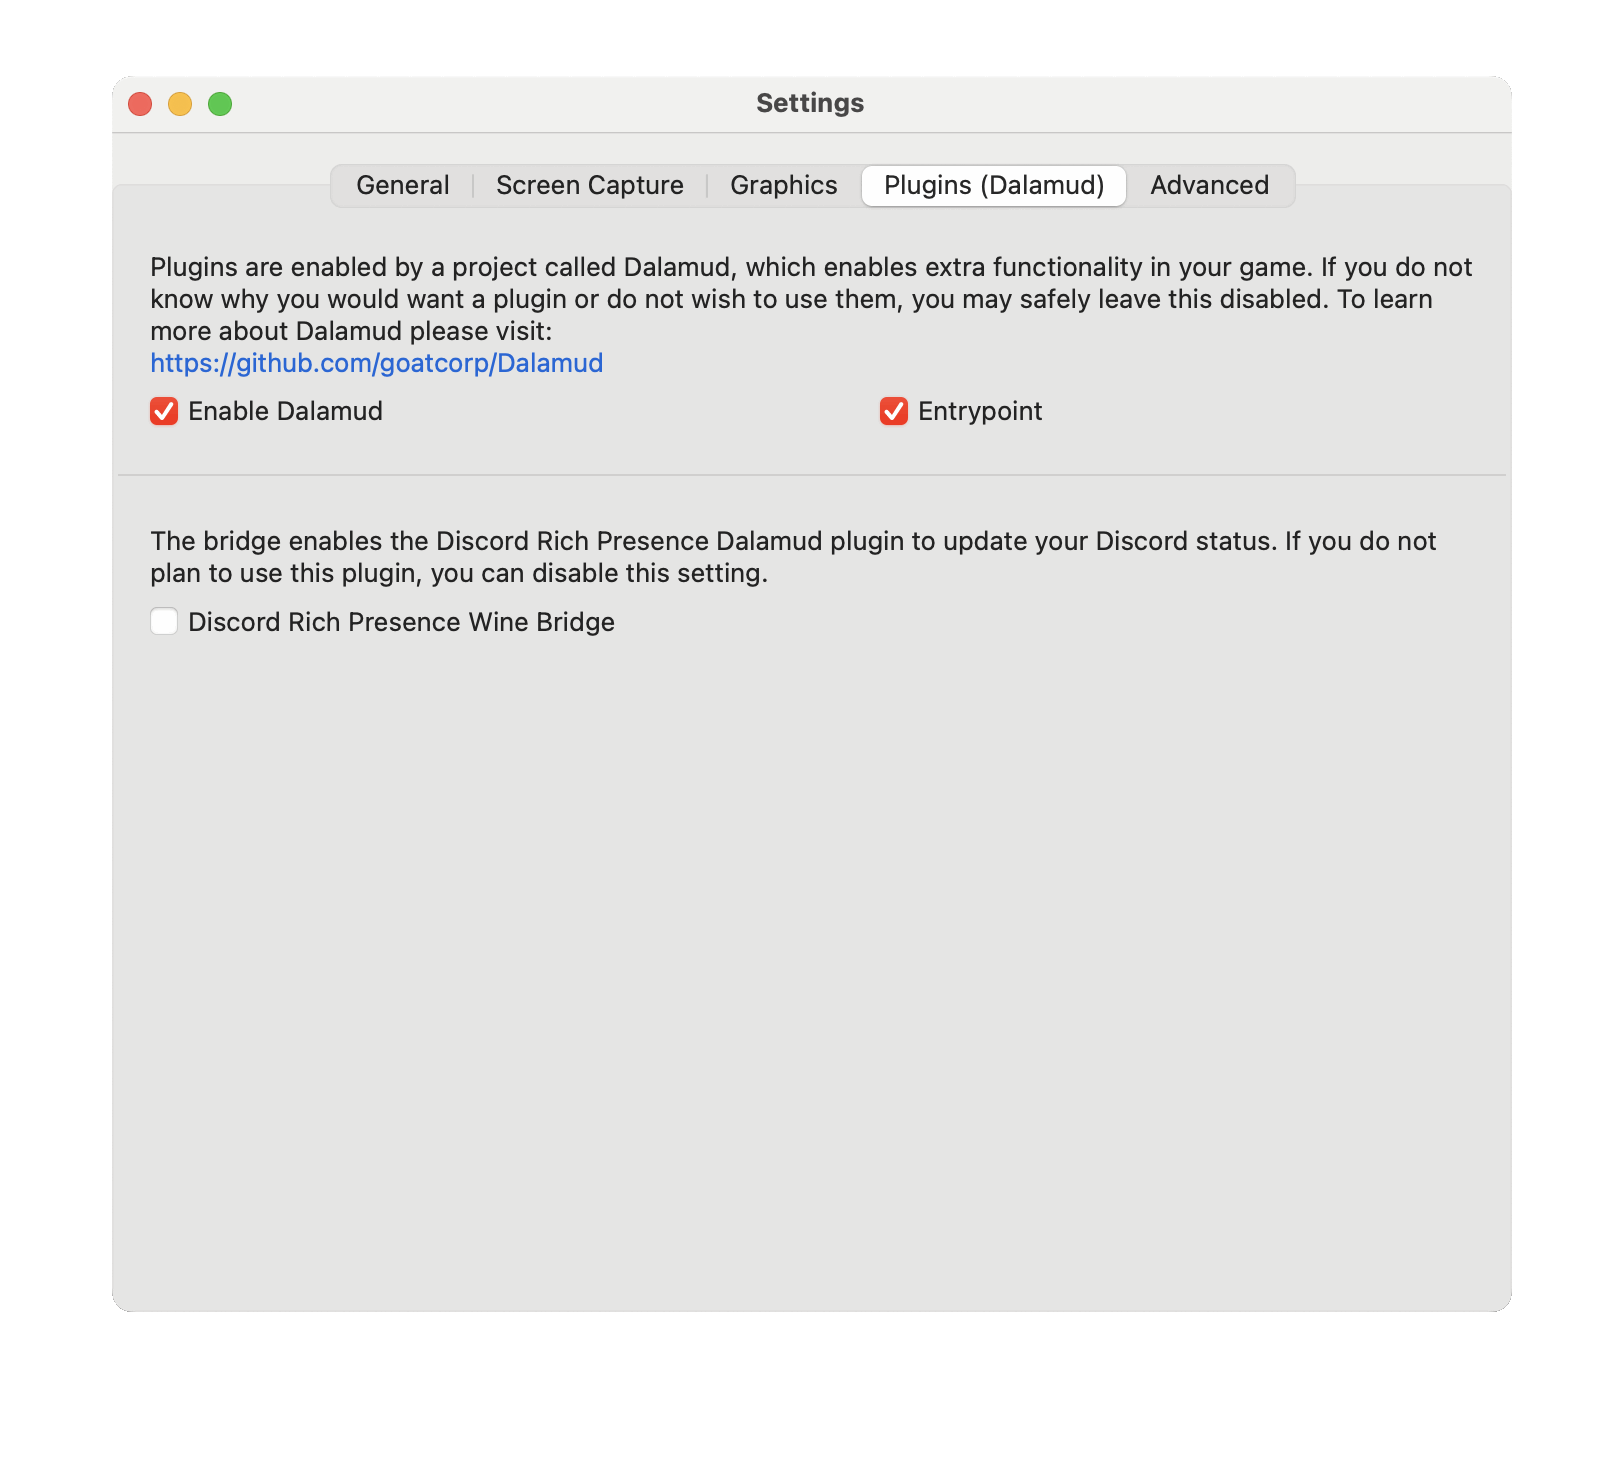 Settings
General
Screen Capture
Graphics
Plugins (Dalamud)
Advanced
Plugins are enabled by a project called Dalamud, which enables extra functionality in your game. If you do not
know why you would want a plugin or do not wish to use them, you may safely leave this disabled. To learn
more about Dalamud please visit:
https://github.com/goatcorp/Dalamud
Enable Dalamud
Entrypoint
The bridge enables the Discord Rich Presence Dalamud plugin to update your Discord status. If you do not
plan to use this plugin, you can disable this setting.
Discord Rich Presence Wine Bridge